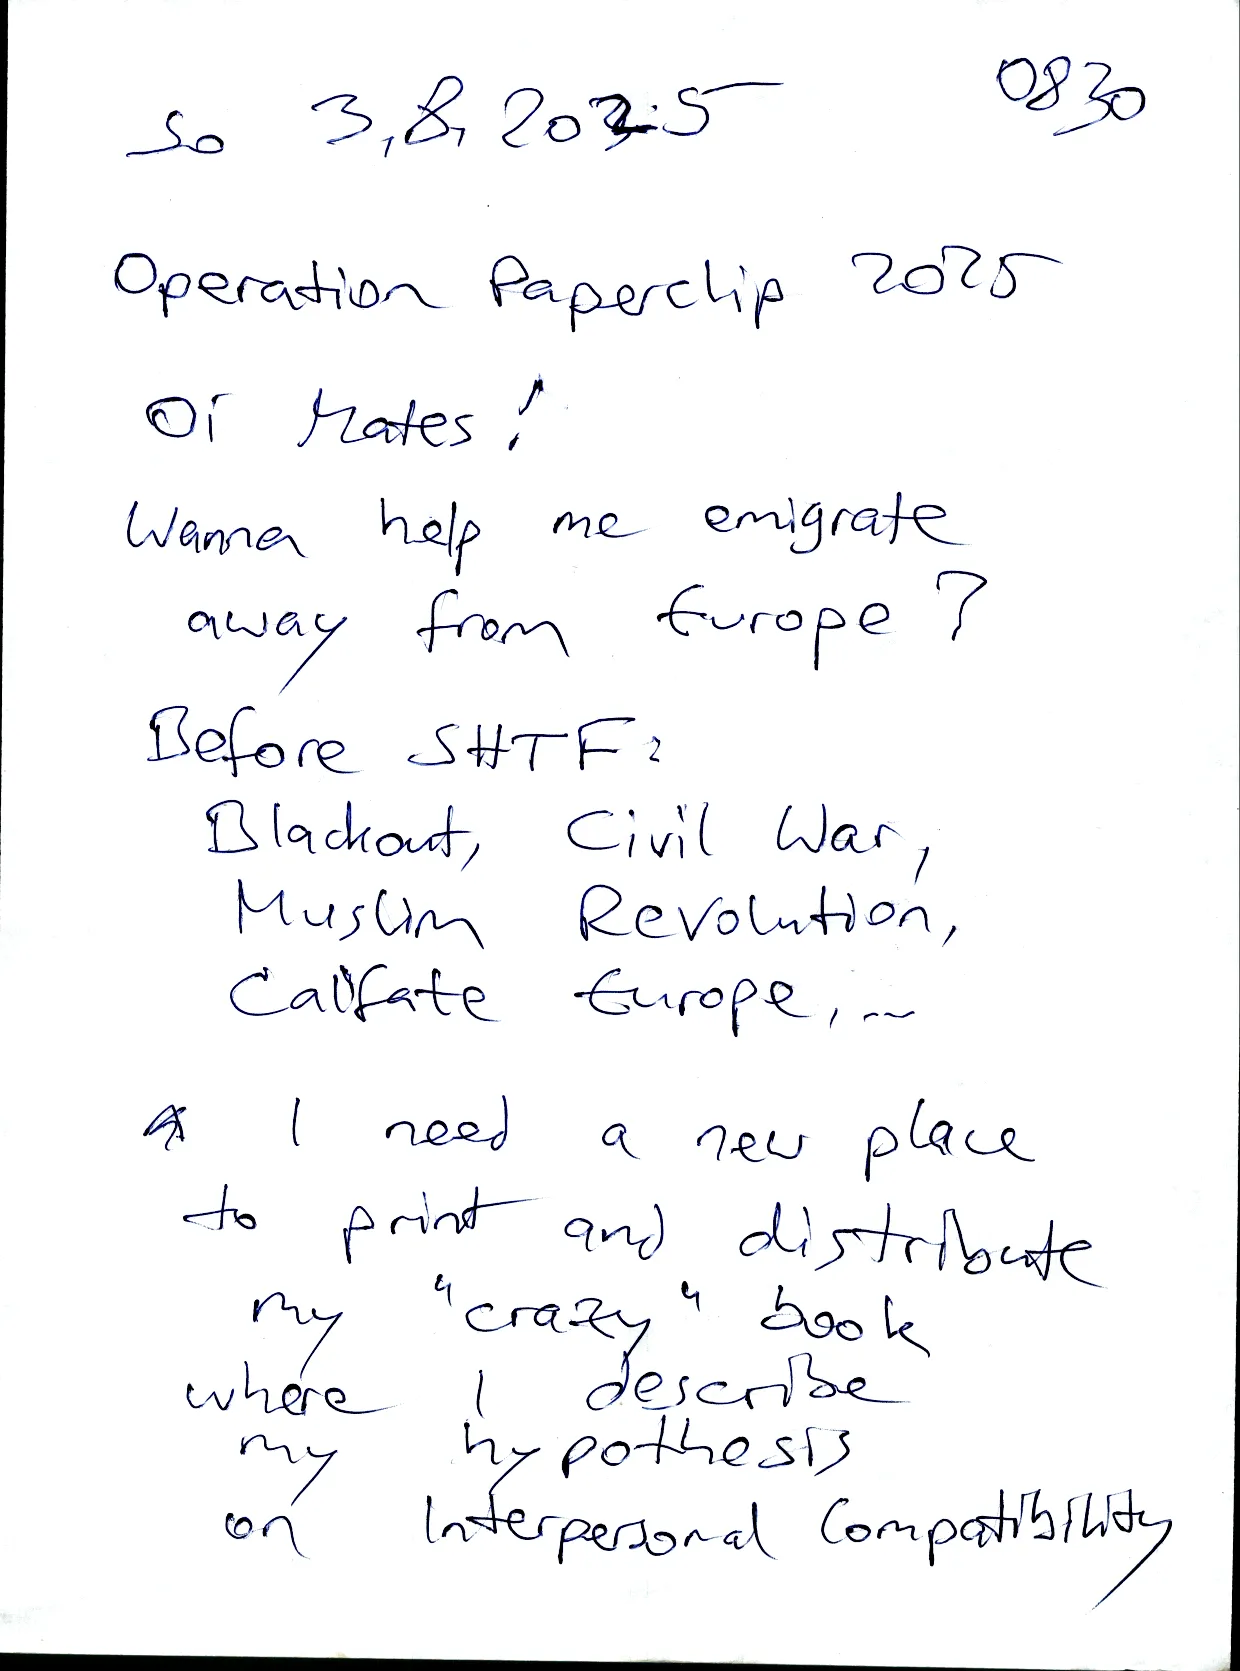 So 3,8,2025 0830
Operation Paperclip 2025
Oi Mates!
Wanna help me emigrate
away from Europe?
Before SHTF:
Blackout, Civil War,
Muslim Revolution,
Califate Europe, ...
I need a new place
to print and distribute
my "crazy" book
where I describe
my hypothesis
on Interpersonal Compatibility